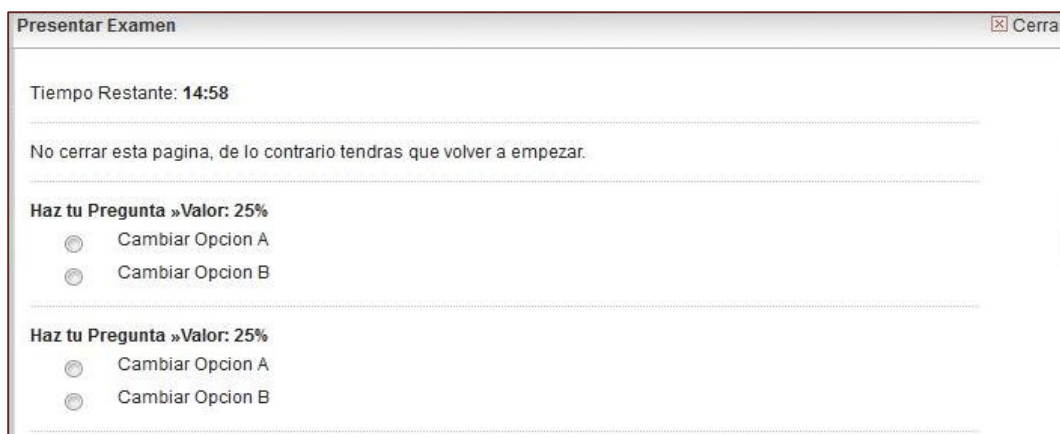 Presentar Examen
Cerra
Tiempo Restante: 14:58
No cerrar esta pagina, de lo contrario tendras que volver a empezar.
Haz tu Pregunta »Valor: 25%
Cambiar Opcion A
Cambiar Opcion B
Haz tu Pregunta »Valor: 25%
Cambiar Opcion A
Cambiar Opcion B